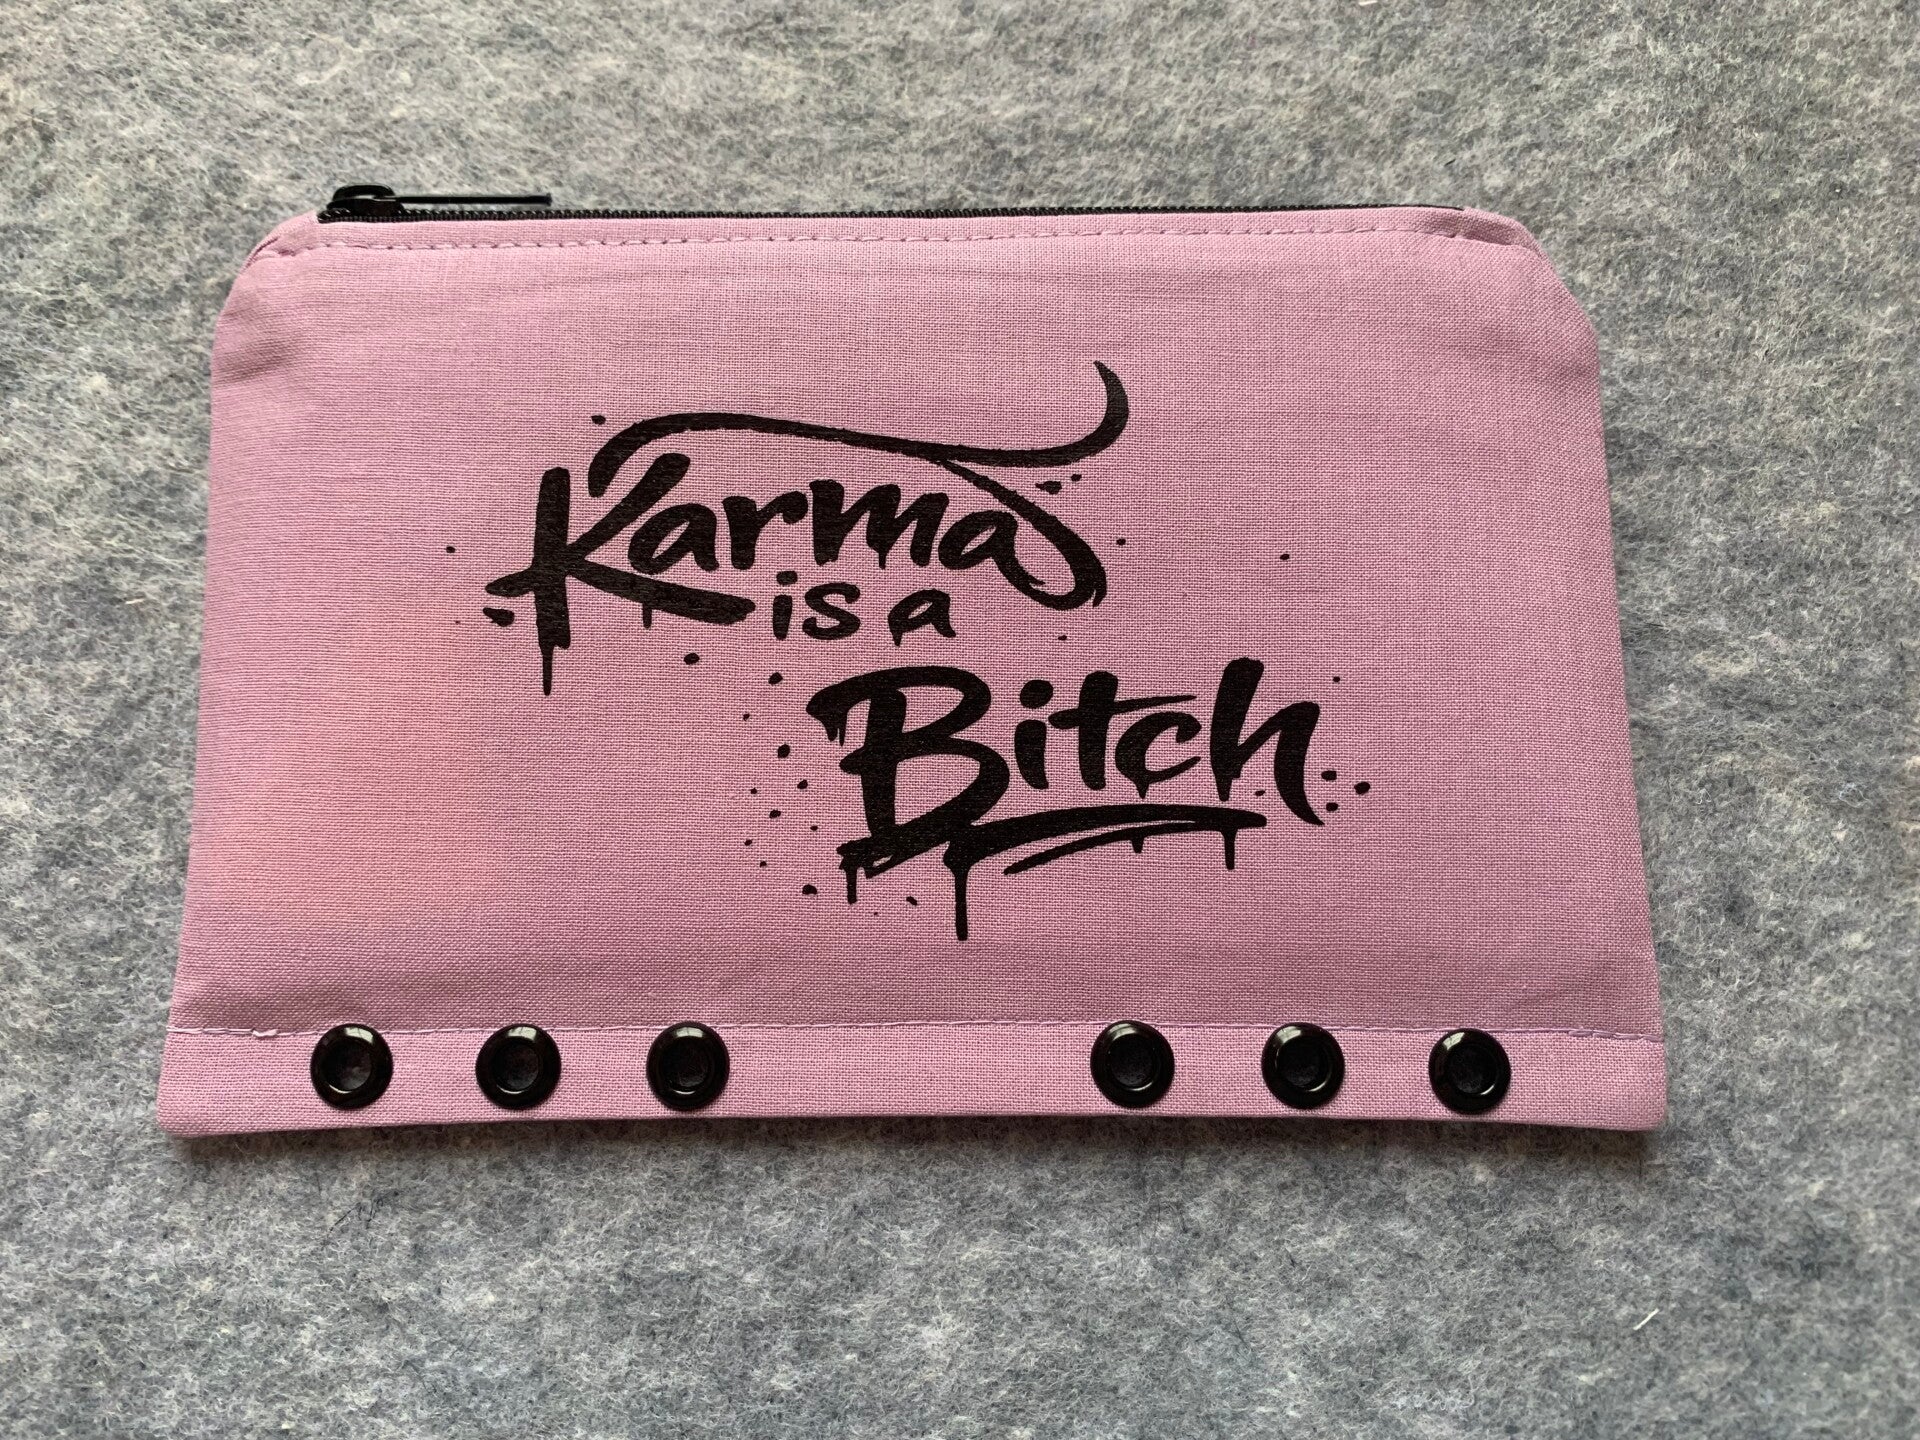 Karma
is a
Bitch